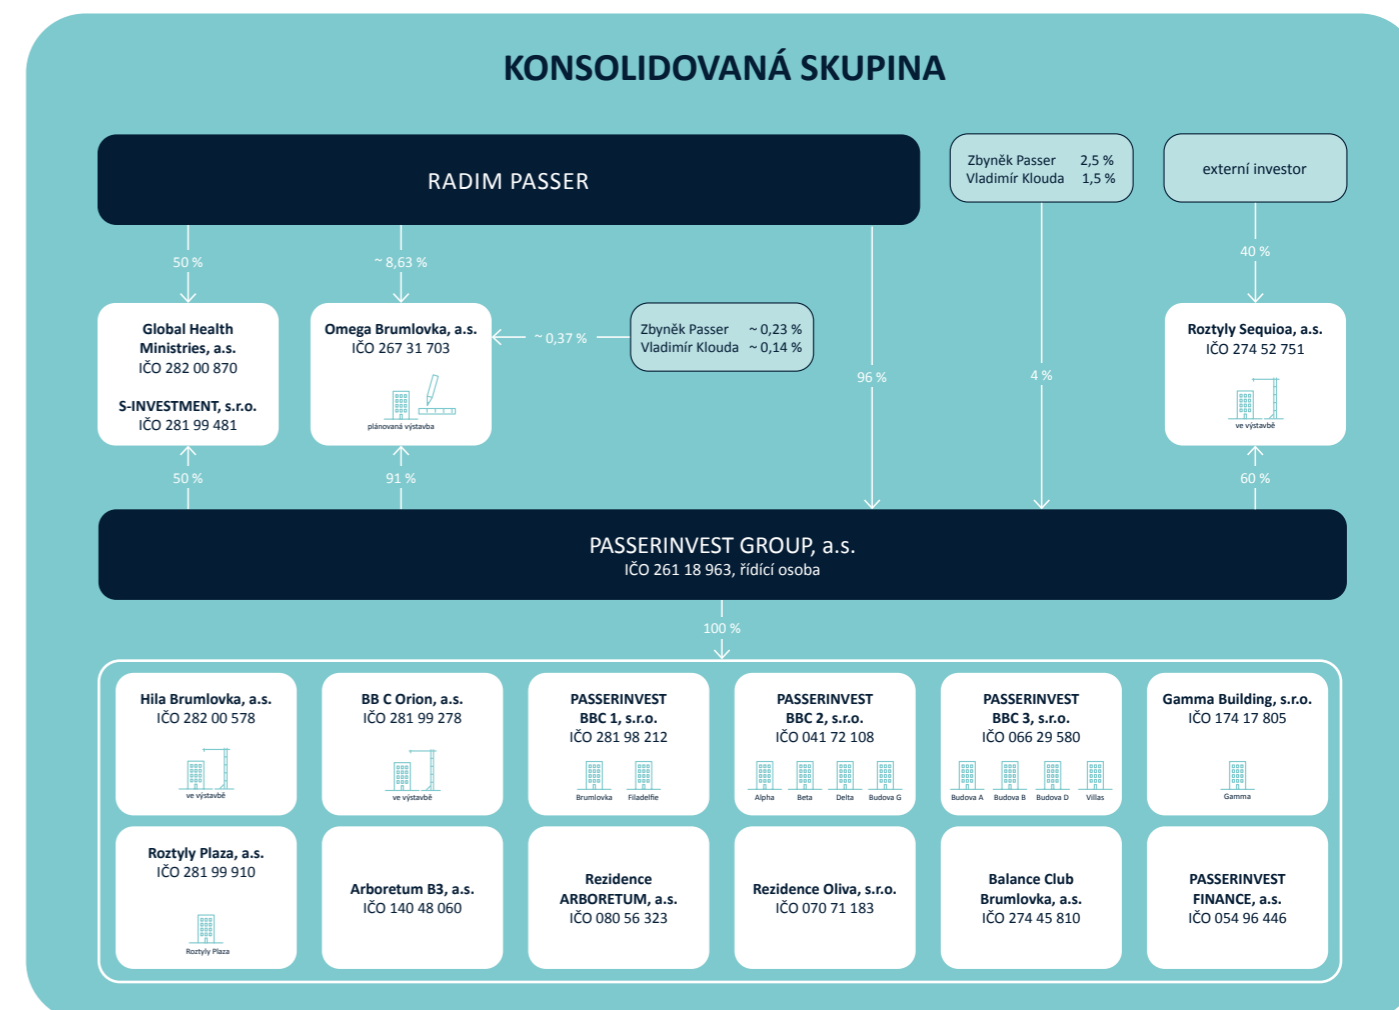 KONSOLIDOVANÁ SKUPINA
RADIM PASSER
Zbyněk Passer 2,5 %
Vladimír Klouda 1,5 %
externí investor
50 %
~ 8,63 %
40 %
Global Health
Ministries, a.s.
IČO 282 00 870
S-INVESTMENT, s.r.o.
IČO 281 99 481
Omega Brumlovka, a.s.
IČO 267 31 703
plánovaná výstavba
~ 0,37 %
Zbyněk Passer ~ 0,23 %
Vladimír Klouda ~ 0,14 %
96 %
4 %
Roztyly Sequioa, a.s.
IČO 274 52 751
ve výstavbě
50 %
91 %
60 %
PASSERINVEST GROUP, a.s.
IČO 261 18 963, řídící osoba
100 %
Hila Brumlovka, a.s.
IČO 282 00 578
ve výstavbě
BB C Orion, a.s.
IČO 281 99 278
ve výstavbě
PASSERINVEST
BBC 1, s.r.o.
IČO 281 98 212
Brumlovka Filadelfie
PASSERINVEST
BBC 2, s.r.o.
IČO 041 72 108
Alpha Beta Delta Budova G
PASSERINVEST
BBC 3, s.r.o.
IČO 066 29 580
Budova A Budova B Budova D Villas
Gamma Building, s.r.o.
IČO 174 17 805
Gamma
Roztyly Plaza, a.s.
IČO 281 99 910
Roztyly Plaza
Arboretum B3, a.s.
IČO 140 48 060
Rezidence
ARBORETUM, a.s.
IČO 080 56 323
Rezidence Oliva, s.r.o.
IČO 070 71 183
Balance Club
Brumlovka, a.s.
IČO 274 45 810
PASSERINVEST
FINANCE, a.s.
IČO 054 96 446